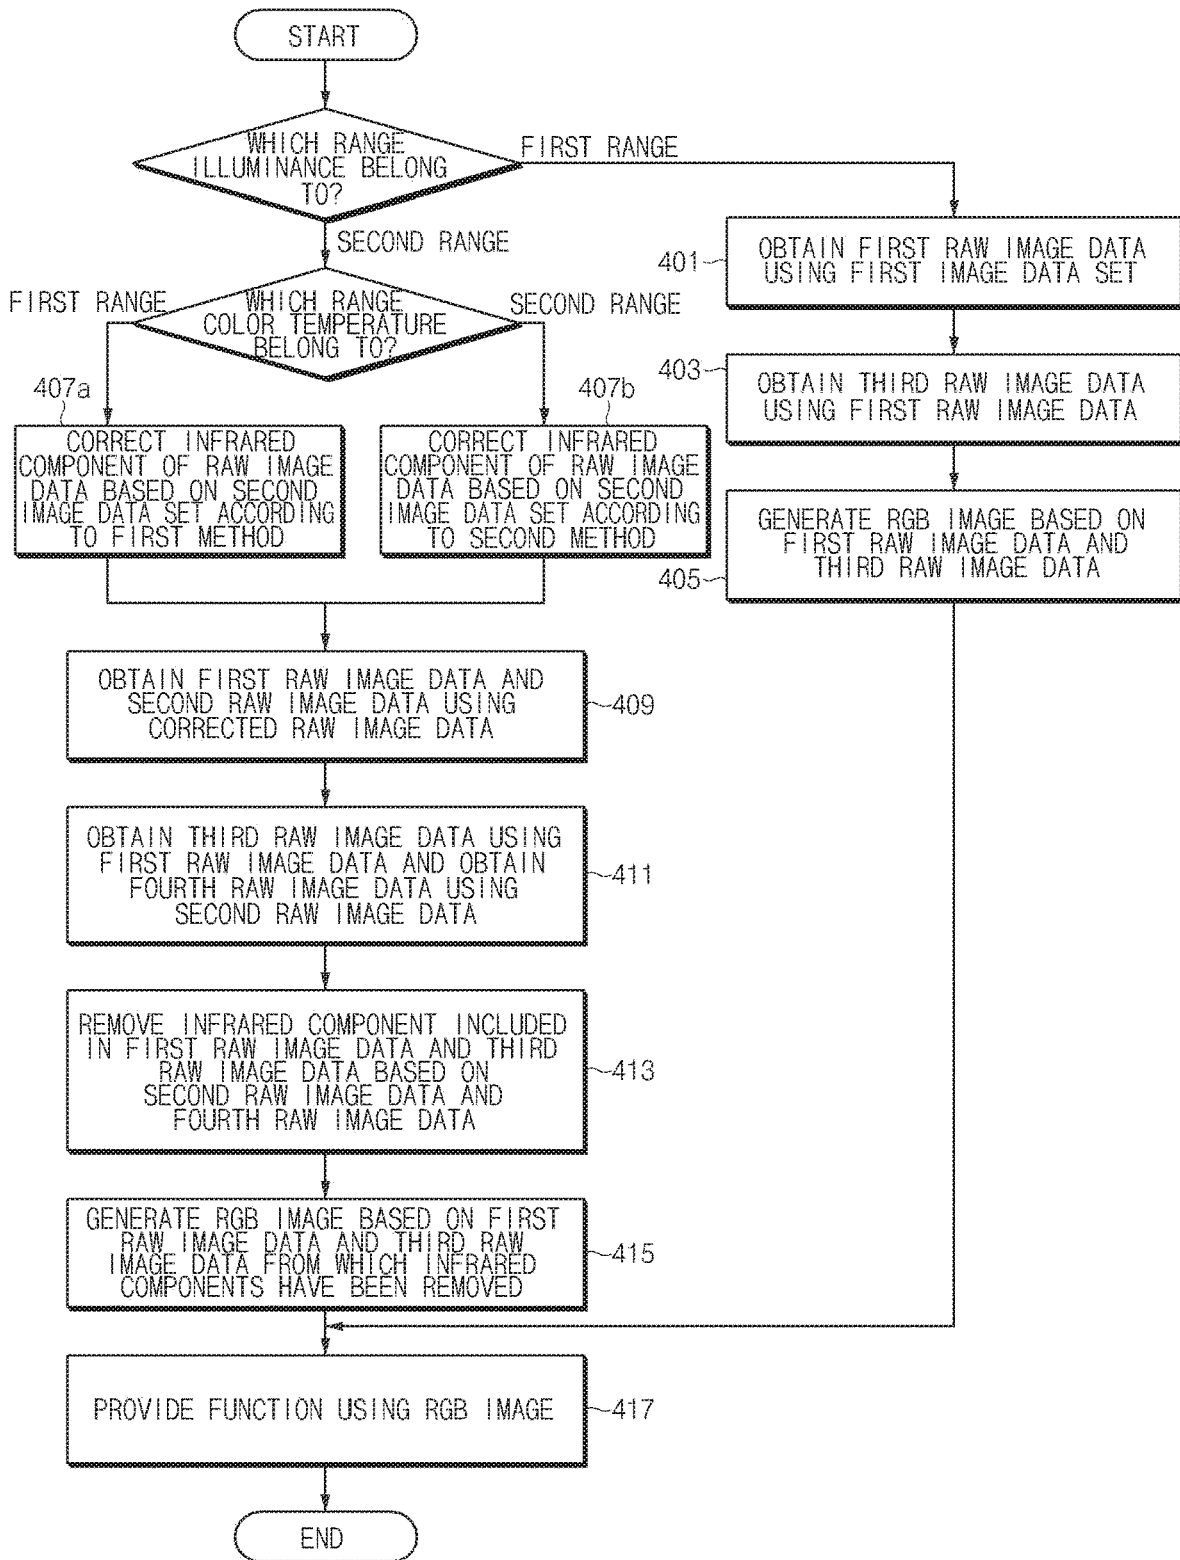 START
WHICH RANGE
ILLUMINANCE BELONG
TO?
FIRST RANGE
SECOND RANGE
401
OBTAIN FIRST RAW IMAGE DATA
USING FIRST IMAGE DATA SET
FIRST RANGE
WHICH RANGE
COLOR TEMPERATURE
BELONG TO?
SECOND RANGE
403
OBTAIN THIRD RAW IMAGE DATA
USING FIRST RAW IMAGE DATA
407a
CORRECT INFRARED
COMPONENT OF RAW IMAGE
DATA BASED ON SECOND
IMAGE DATA SET ACCORDING
TO FIRST METHOD
407b
CORRECT INFRARED
COMPONENT OF RAW IMAGE
DATA BASED ON SECOND
IMAGE DATA SET ACCORDING
TO SECOND METHOD
405
GENERATE RGB IMAGE BASED ON
FIRST RAW IMAGE DATA AND
THIRD RAW IMAGE DATA
OBTAIN FIRST RAW IMAGE DATA AND
SECOND RAW IMAGE DATA USING
CORRECTED RAW IMAGE DATA
409
OBTAIN THIRD RAW IMAGE DATA USING
FIRST RAW IMAGE DATA AND OBTAIN
FOURTH RAW IMAGE DATA USING
SECOND RAW IMAGE DATA
411
REMOVE INFRARED COMPONENT INCLUDED
IN FIRST RAW IMAGE DATA AND THIRD
RAW IMAGE DATA BASED ON
SECOND RAW IMAGE DATA AND
FOURTH RAW IMAGE DATA
413
GENERATE RGB IMAGE BASED ON FIRST
RAW IMAGE DATA AND THIRD RAW
IMAGE DATA FROM WHICH INFRARED
COMPONENTS HAVE BEEN REMOVED
415
PROVIDE FUNCTION USING RGB IMAGE
417
END